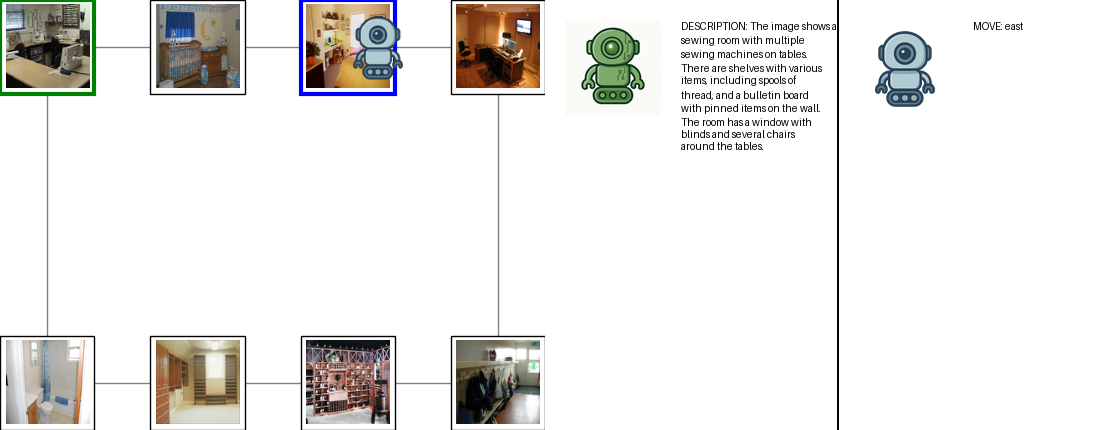 DESCRIPTION: The image shows a
sewing room with multiple
sewing machines on tables.
There are shelves with various
items, including spools of
thread, and a bulletin board
with pinned items on the wall.
The room has a window with
blinds and several chairs
around the tables.
MOVE: east